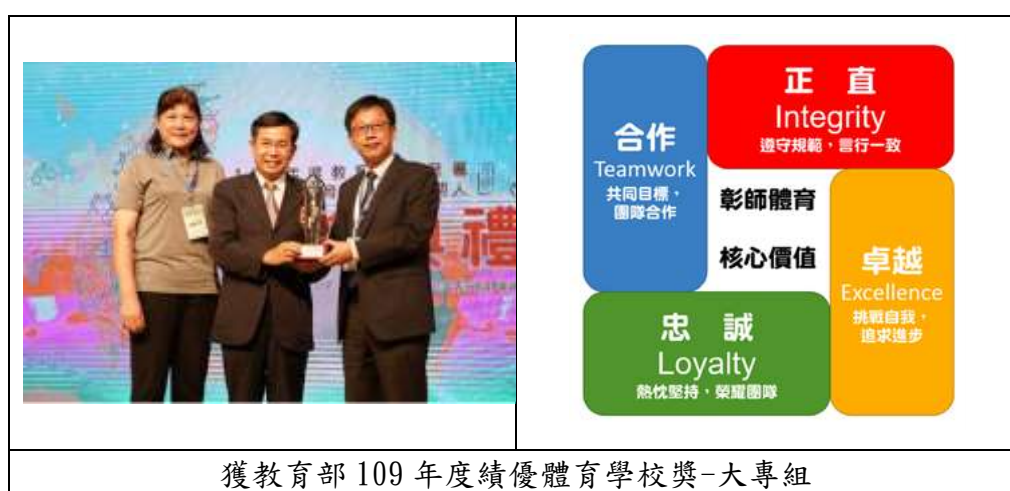 合作
Teamwork
共同目標，
團隊合作
正 直
Integrity
遵守規範，言行一致
彰師體育
核心價值
卓越
Excellence
挑戰自我，
追求進步
忠 誠
Loyalty
熱忱堅持，榮耀團隊
禮
獲教育部 109 年度績優體育學校獎-大專組